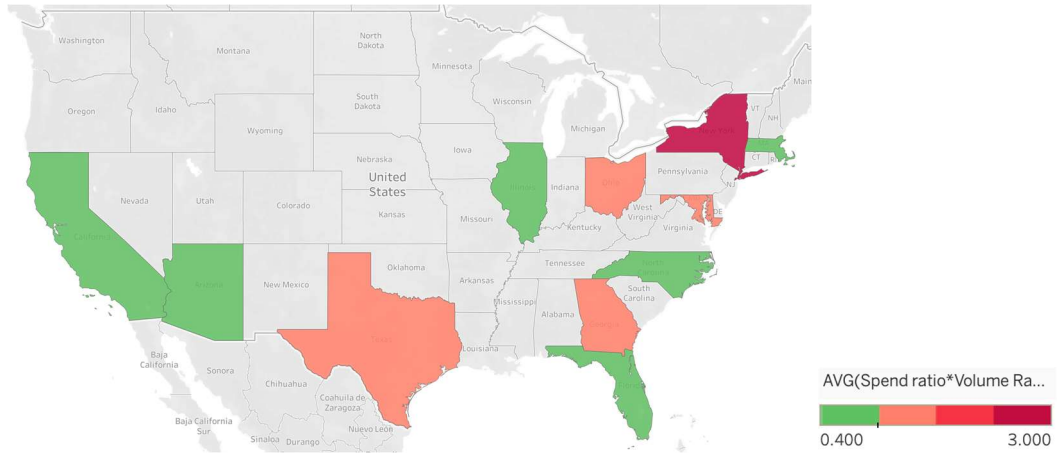 Washington
Montana
North
Dakota
Minnesota
Main
Oregon
Idaho
South
Dakota
Wisconsin
Michigan
New York
VT
NH
Wyoming
Iowa
MA
CT
Nebraska
Pennsylvania
NJ
Nevada
Utah
Colorado
United
States
Kansas
Missouri
Illinois
Indiana
Ohio
West
Virginia
Virginia
DE
Kentucky
California
Arizona
New Mexico
Oklahoma
Arkansas
Tennessee
North
Carolina
South
Carolina
Mississippi
Alabama
Georgia
Texas
Louisiana
Florida
Baja
California
Sonora
Chihuahua
Coahuila de
Zaragoza
Baja California
Sur
Sinaloa
Durango
Nuevo León
AVG(Spend ratio*Volume Ra...
0.400
3.000